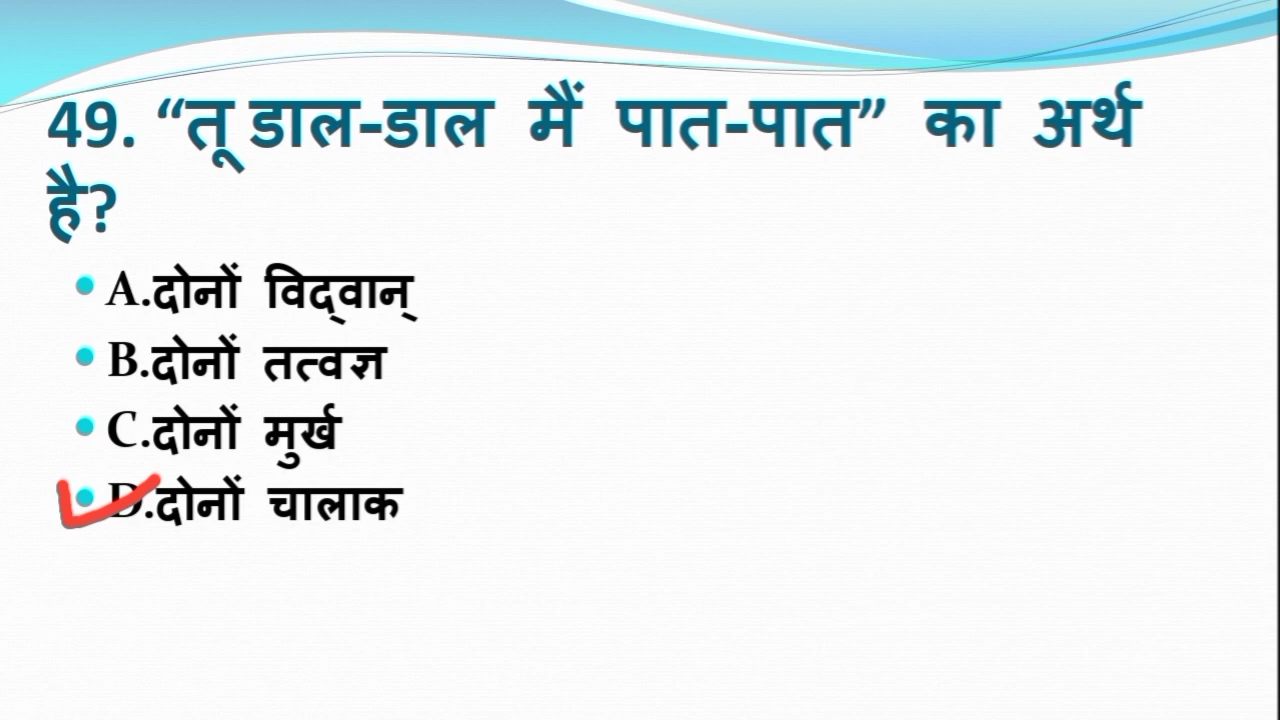 49. “तू डाल-डाल मैं पात-पात” का अर्थ
है?
• A.दोनों विद्‌वान्
• B.दोनों तत्वज्ञ
• C.दोनों मुर्ख
• D.दोनों चालाक